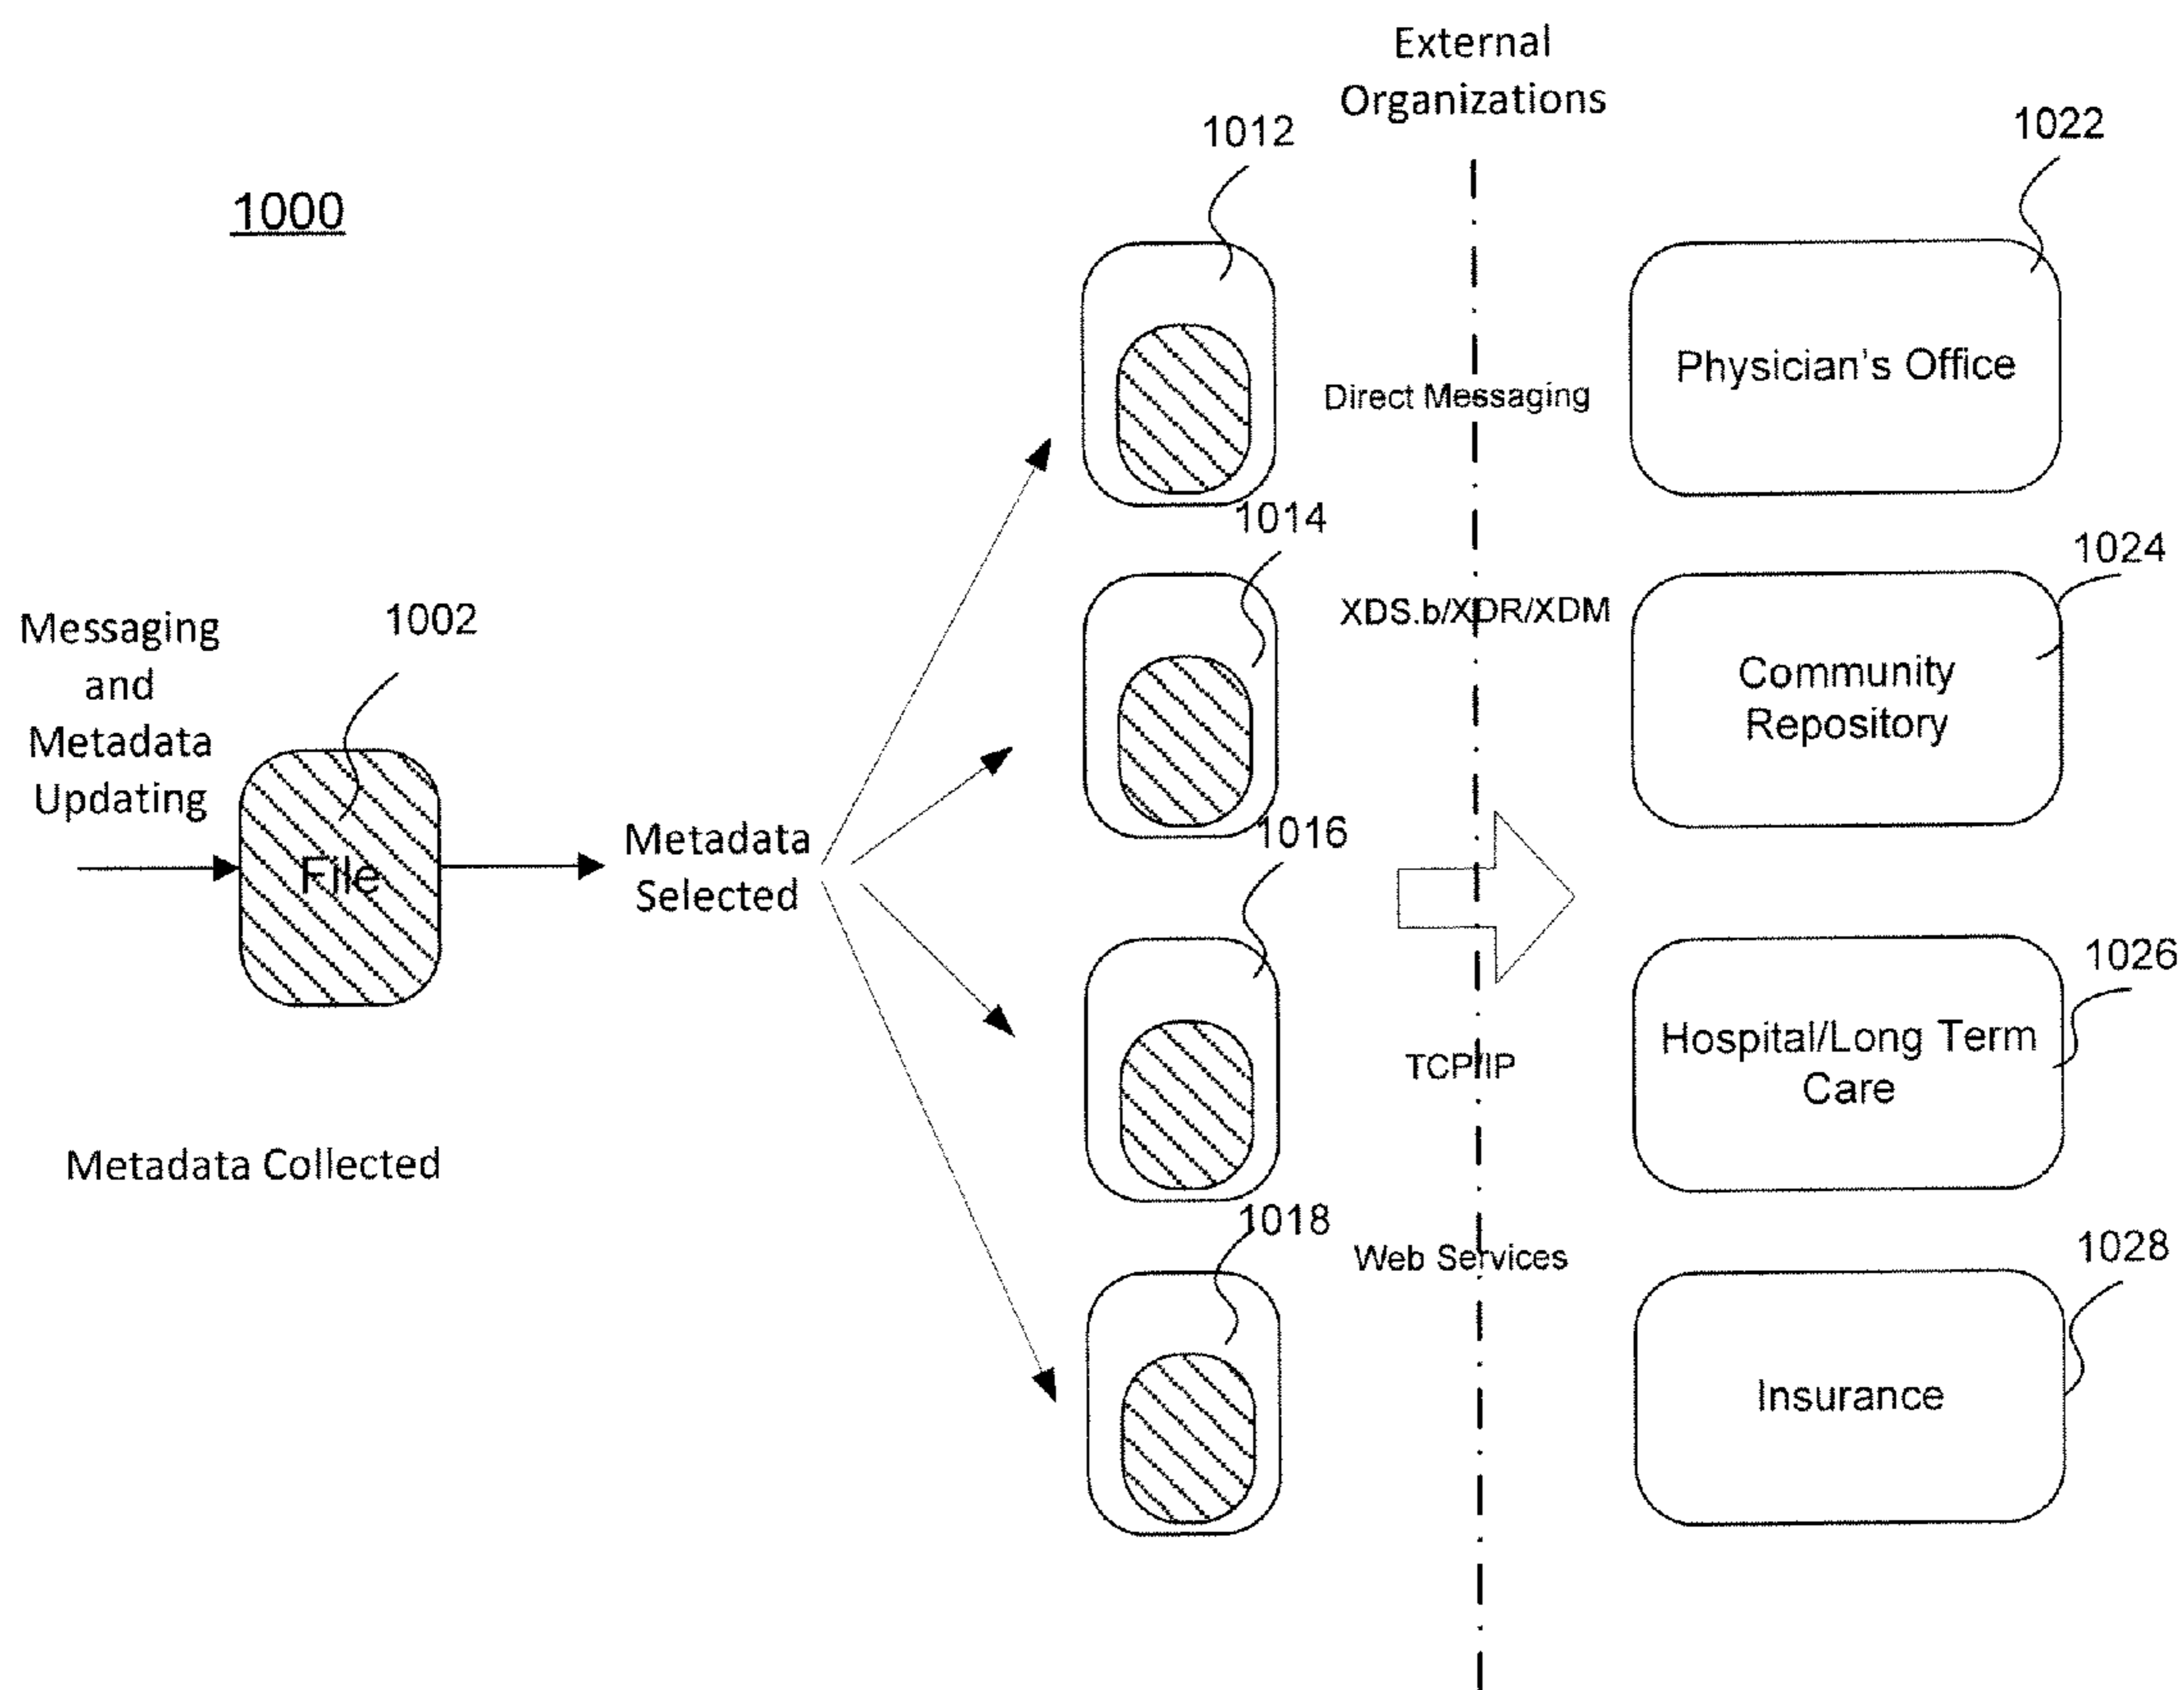 External
Organizations
1012
1022
1000
Direct Messaging
Physician's Office
1014
1024
XDS.b/XDR/XDM
Messaging
and
Metadata
Updating
1002
Community
Repository
File
Metadata
Selected
1016
1026
TCP/IP
Hospital/Long Term
Care
Metadata Collected
1018
Web Services
1028
Insurance